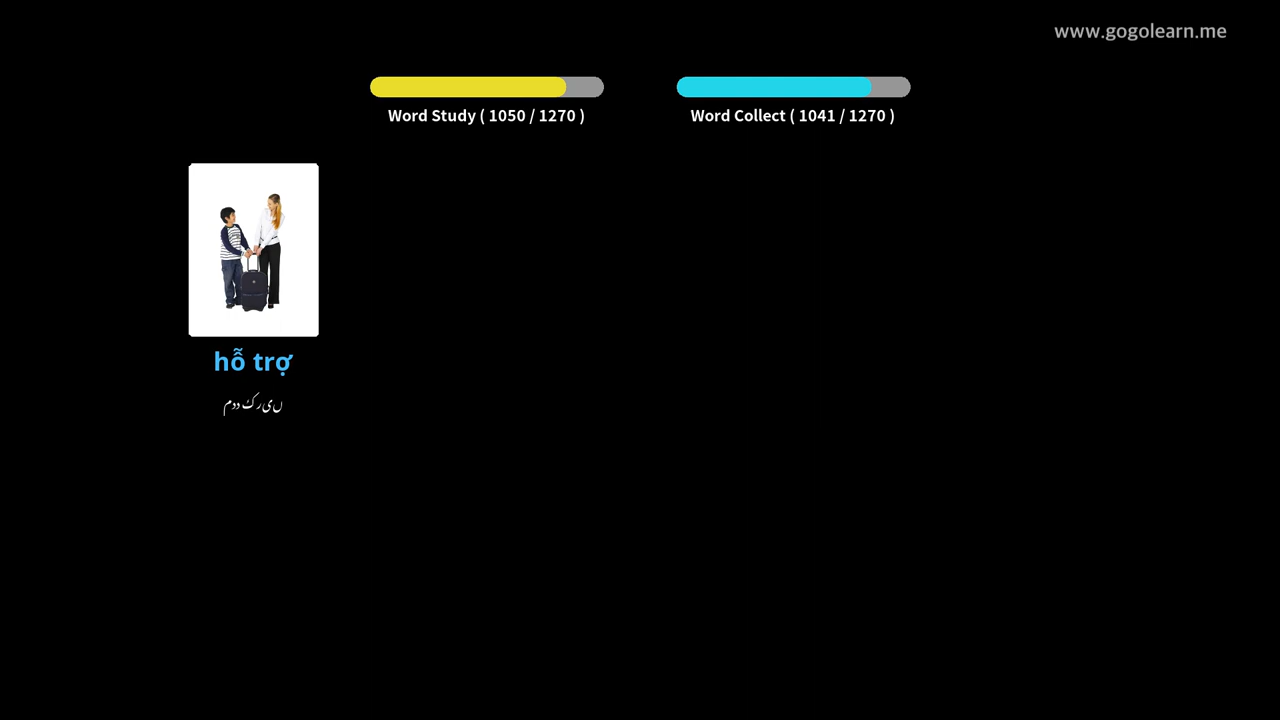 www.gogolearn.me
Word Study ( 1050 / 1270 )
Word Collect ( 1041 / 1270 )
hỗ trợ
مدد کریں